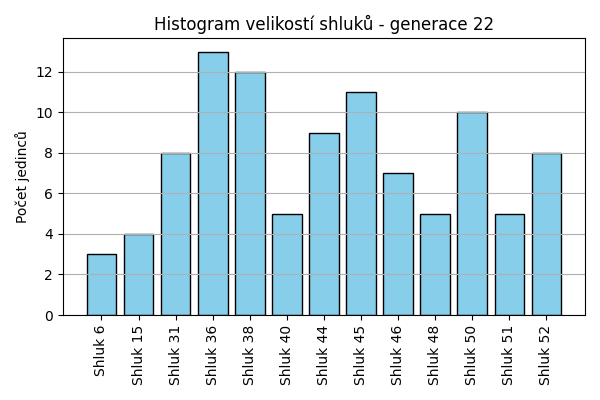 Histogram velikostí shluků - generace 22
Počet jedinců
12
10
8
6
4
2
0
Shluk 6
Shluk 15
Shluk 31
Shluk 36
Shluk 38
Shluk 40
Shluk 44
Shluk 45
Shluk 46
Shluk 48
Shluk 50
Shluk 51
Shluk 52